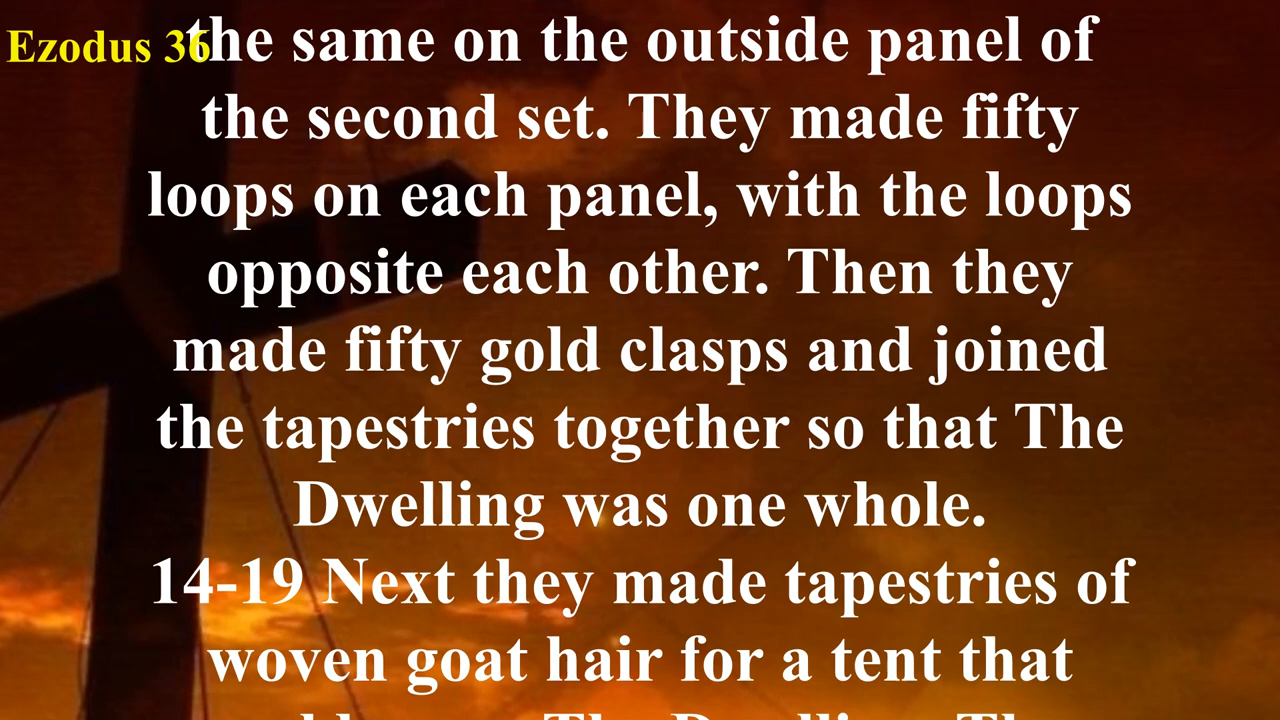 Ezodus 36
the same on the outside panel of
the second set. They made fifty
loops on each panel, with the loops
opposite each other. Then they
made fifty gold clasps and joined
the tapestries together so that The
Dwelling was one whole.
14-19 Next they made tapestries of
woven goat hair for a tent that